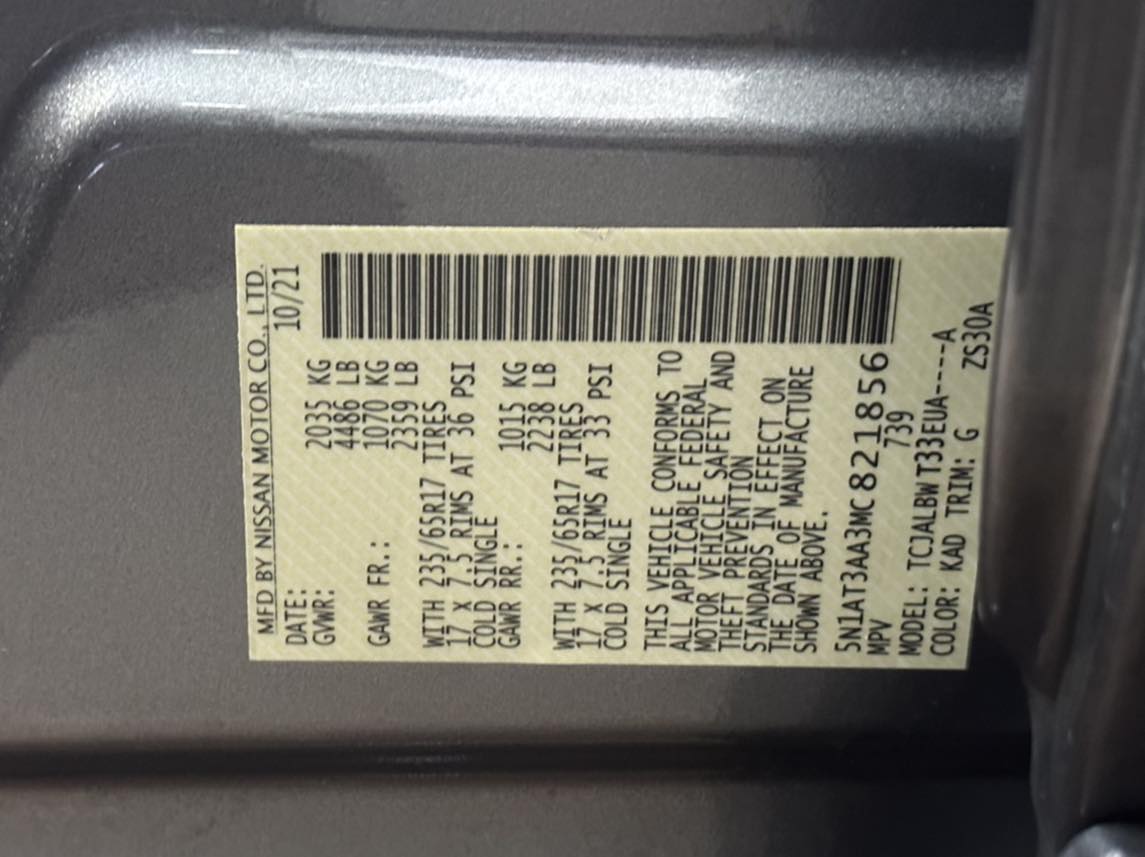 MFD BY NISSAN MOTOR CO., LTD.
DATE: 10/21
GVWR: 2035 KG
4486 LB
GAWR FR.: 1070 KG
2359 LB
WITH 235/65R17 TIRES
17 X 7.5 RIMS AT 36 PSI
COLD SINGLE
GAWR RR.: 1015 KG
2238 LB
WITH 235/65R17 TIRES
17 X 7.5 RIMS AT 33 PSI
COLD SINGLE
THIS VEHICLE CONFORMS TO
ALL APPLICABLE FEDERAL
MOTOR VEHICLE SAFETY AND
THEFT PREVENTION
STANDARDS IN EFFECT ON
THE DATE OF MANUFACTURE
SHOWN ABOVE.
5N1AT3AA3MC821856
MPV 739
MODEL: TCJALBW T33EUA----A
COLOR: KAD TRIM: G ZS30A